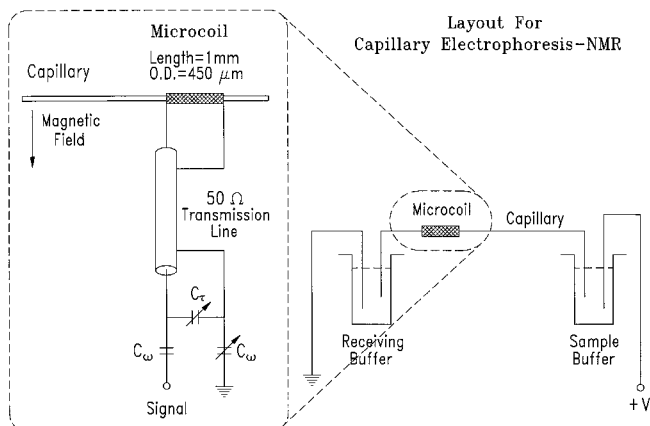 Layout For
Capillary Electrophoresis-NMR
Microcoil
Length=1mm
O.D.=450 μm
Capillary
Magnetic
Field
50 Ω
Transmission
Line
Cτ
Cω
Cω
Signal
Microcoil
Capillary
Receiving
Buffer
Sample
Buffer
+V